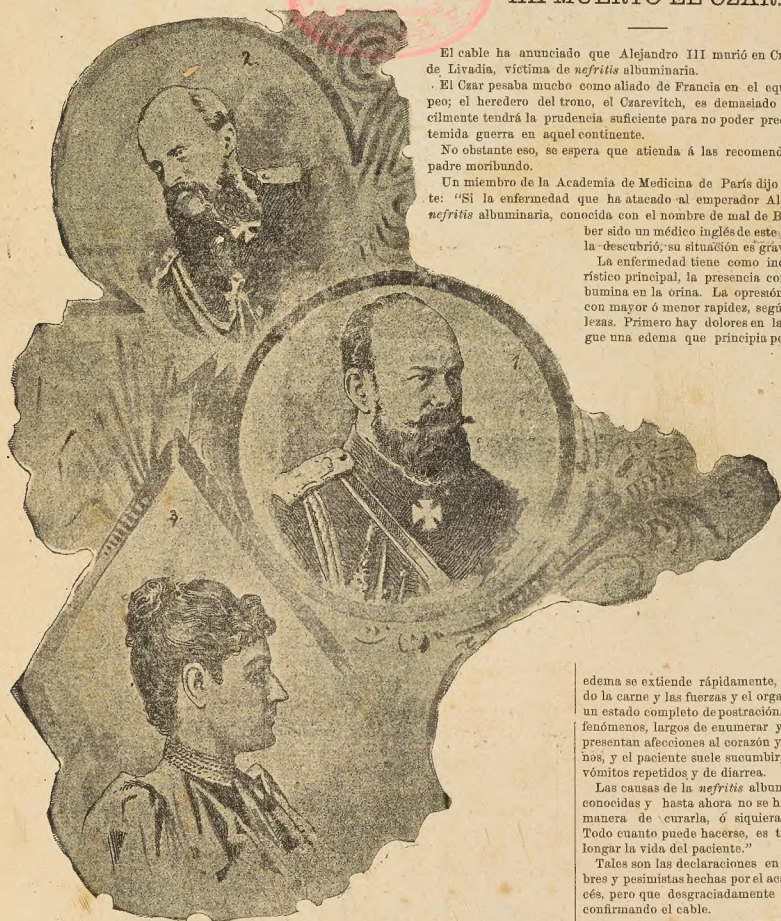 HA MUERTO EL CZAR
El cable ha anunciado que Alejandro III murió en
de Livadia, víctima de nefritis albuminaria.
El Czar pesaba mucho como aliado de Francia en el
peo; el heredero del trono, el Czarevitch, es demasiado
cilmente tendrá la prudencia suficiente para no poder
temida guerra en aquel continente.
No obstante eso, se espera que atienda á las
padre moribundo.
Un miembro de la Academia de Medicina de París dijo
te: "Si la enfermedad que ha atacado al emperador
nefritis albuminaria, conocida con el nombre de mal de
ber sido un médico inglés de este
la descubrió; su situación es
La enfermedad tiene como
rístico principal, la presencia
bumina en la orina. La opresión
con mayor ó menor rapidez,
lezas. Primero hay dolores en
gue una edema que principia
2.
1.
3.
edema se extiende rápidamente,
do la carne y las fuerzas y el
un estado completo de postración
fenómenos, largos de enumerar y
presentan afecciones al corazón y
nes, y el paciente suele sucumbir
vómitos repetidos y de diarrea.
Las causas de la nefritis
conocidas y hasta ahora no se
manera de curarla, ó siquiera
Todo cuanto puede hacerse, es
longar la vida del paciente."
Tales son las declaraciones en
bres y pesimistas hechas por el
cés, pero que desgraciadamente
confirmando el cable.